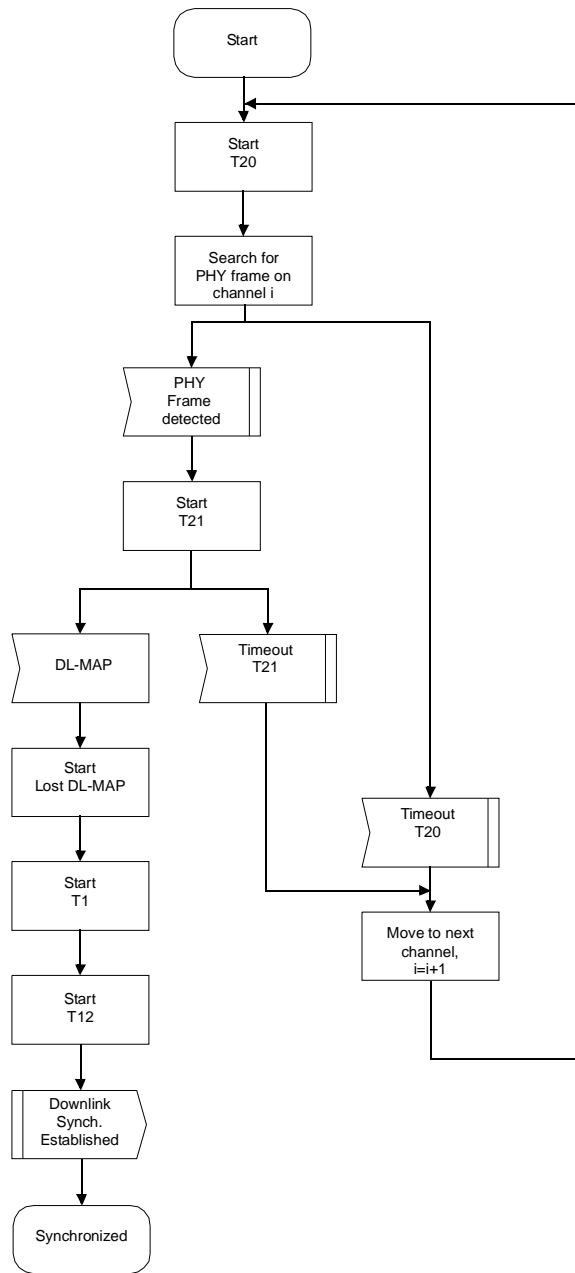 Start
Start
T20
Search for
PHY frame on
channel i
PHY
Frame
detected
Start
T21
DL-MAP
Timeout
T21
Start
Lost DL-MAP
Timeout
T20
Start
T1
Move to next
channel,
i=i+1
Start
T12
Downlink
Synch.
Established
Synchronized